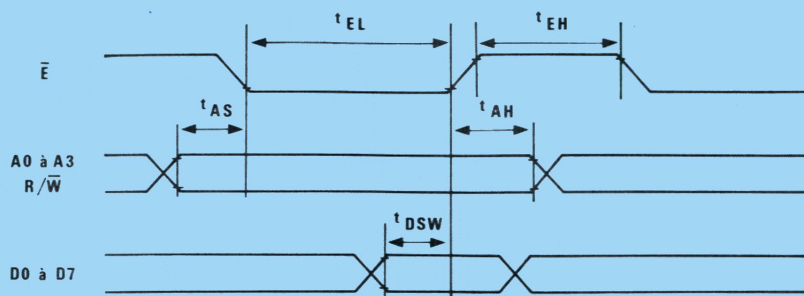 t EL
t EH
E̅
t AS
t AH
A0 à A3
R/W̅
t DSW
D0 à D7